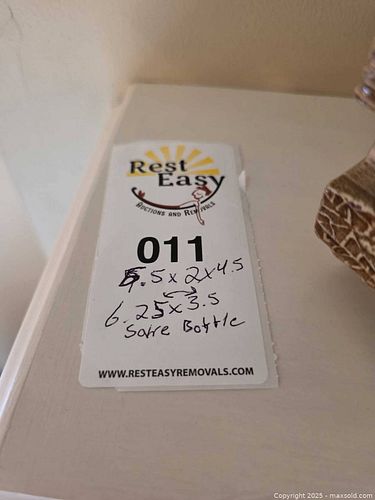 Rest
Easy
AUCTIONS AND REMOVALS
011
5.5 x 2 x 4.5
6.25 x 3.5
Sake Bottle
WWW.RESTEASYREMOVALS.COM
Copyright 2025 - maxsold.com